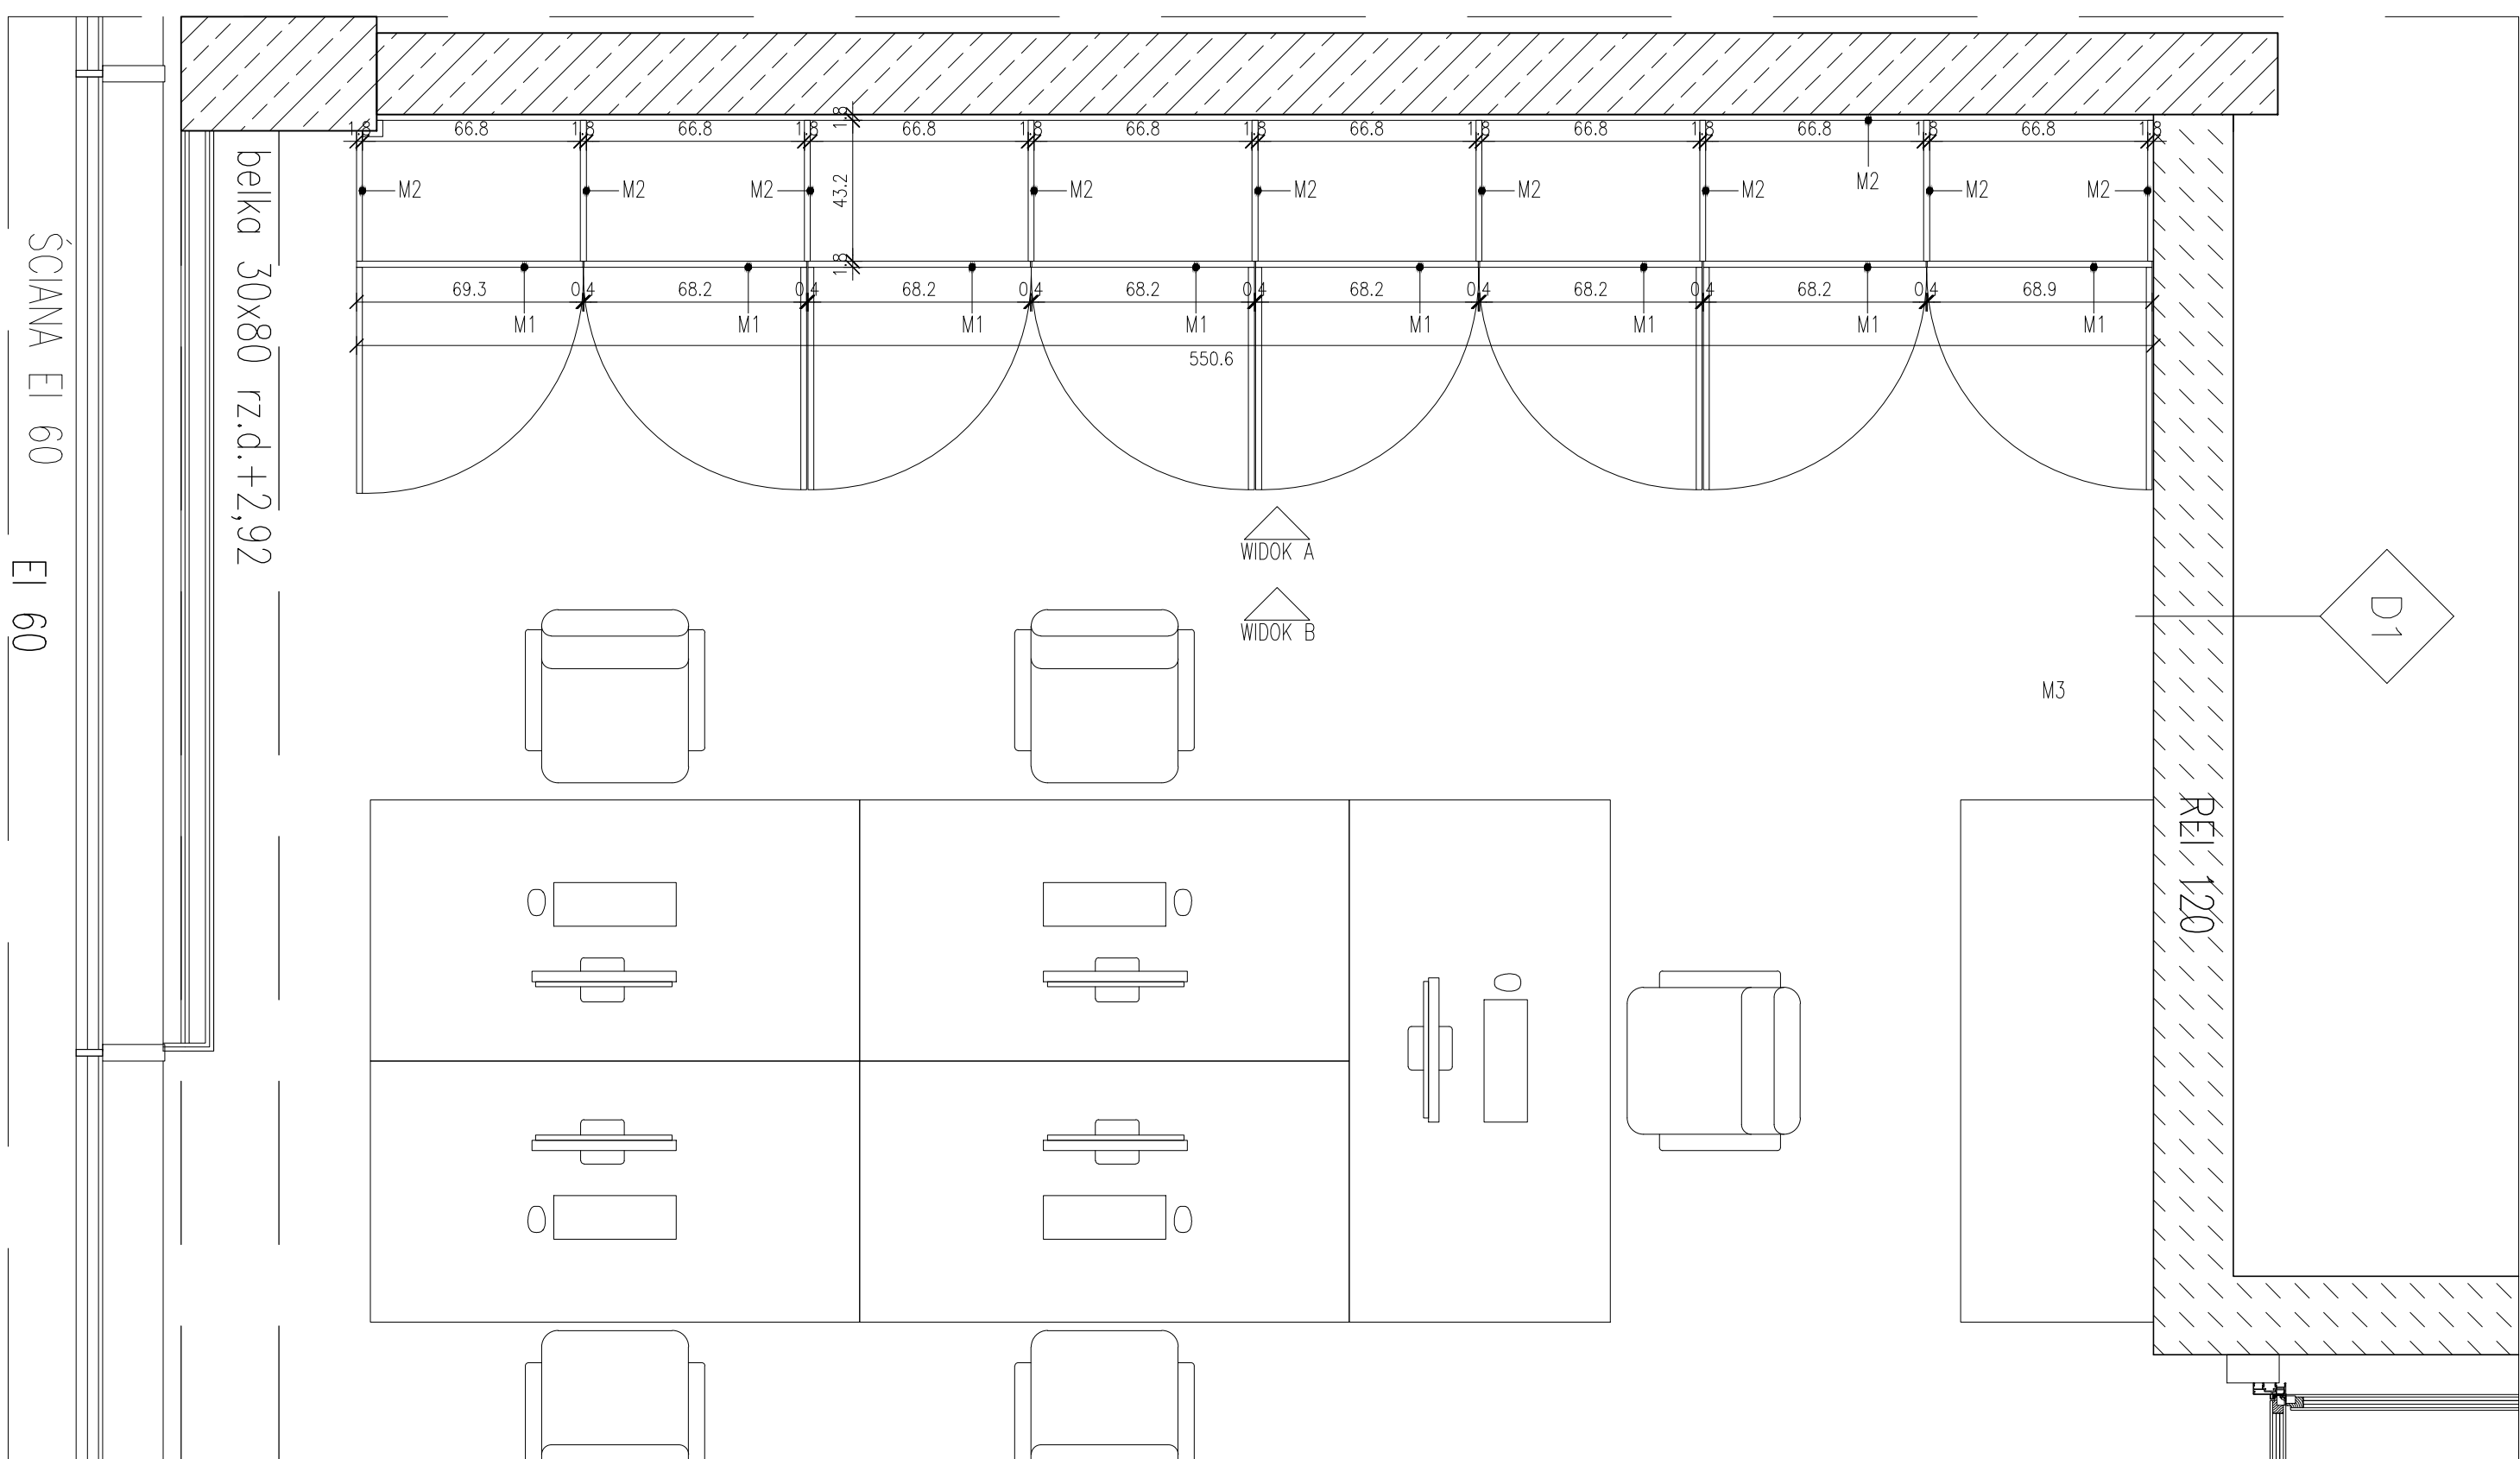 1.8 66.8 1.8 66.8 1.8 66.8 1.8 66.8 1.8 66.8 1.8 66.8 1.8 66.8 1.8 66.8 1.8
1.8
43.2
1.8
M2 M2 M2 M2 M2 M2 M2 M2 M2 M2
69.3 0.4 68.2 0.4 68.2 0.4 68.2 0.4 68.2 0.4 68.2 0.4 68.2 0.4 68.9
M1 M1 M1 M1 M1 M1 M1 M1
550.6
WIDOK A
WIDOK B
ŚCIANA EI 60
EI 60
belka 30x80 rz.d.+2,92
D1
M3
REI 120